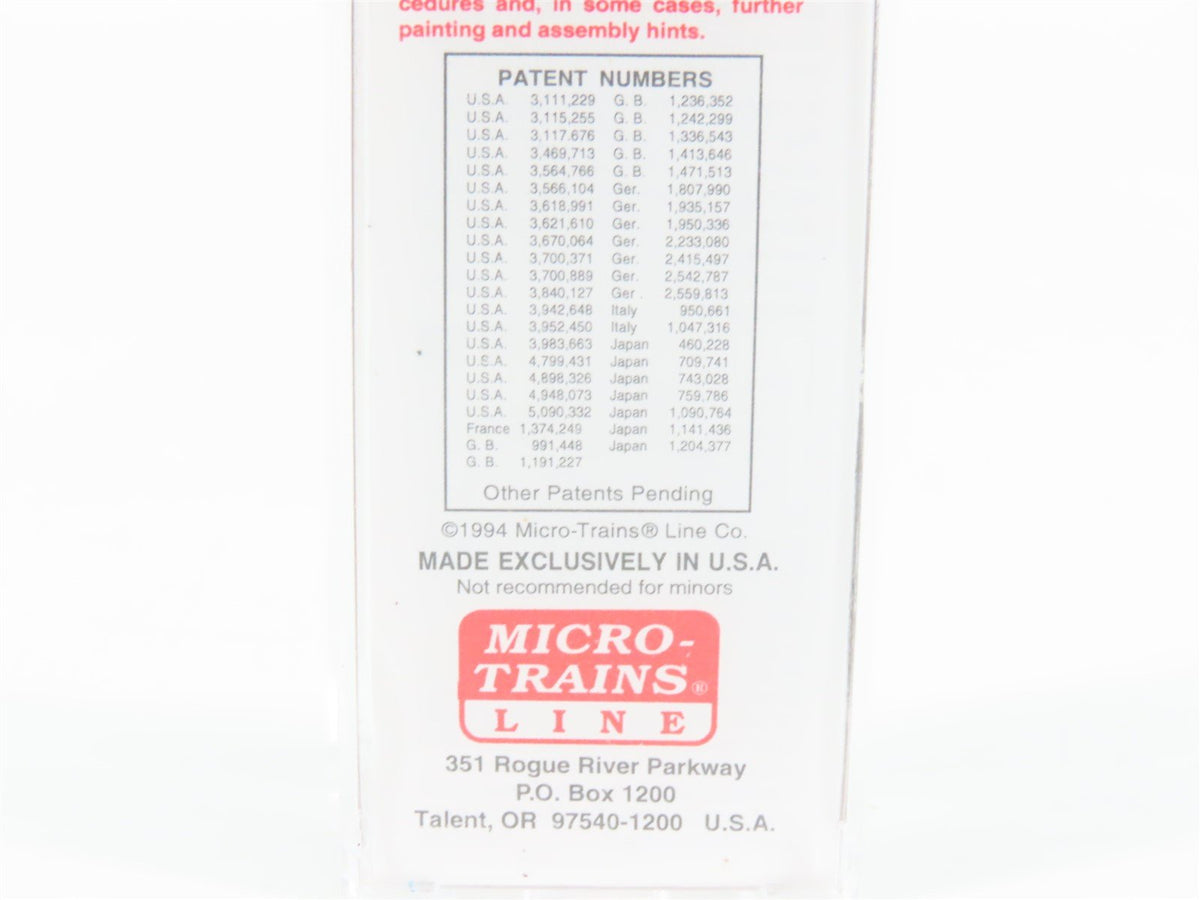 cedures and, in some cases, further
painting and assembly hints.
PATENT NUMBERS
U.S.A. 3,111,229 G. B. 1,236,352
U.S.A. 3,115,255 G. B. 1,242,299
U.S.A. 3,117,676 G. B. 1,336,543
U.S.A. 3,469,713 G. B. 1,413,646
U.S.A. 3,564,766 G. B. 1,471,513
U.S.A. 3,566,104 Ger. 1,807,990
U.S.A. 3,618,991 Ger. 1,935,157
U.S.A. 3,621,610 Ger. 1,950,336
U.S.A. 3,670,064 Ger. 2,233,080
U.S.A. 3,700,371 Ger. 2,415,497
U.S.A. 3,700,889 Ger. 2,542,787
U.S.A. 3,840,127 Ger . 2,559,813
U.S.A. 3,942,648 Italy 950,661
U.S.A. 3,952,450 Italy 1,047,316
U.S.A. 3,983,663 Japan 460,228
U.S.A. 4,799,431 Japan 709,741
U.S.A. 4,898,326 Japan 743,028
U.S.A. 4,948,073 Japan 759,786
U.S.A. 5,090,332 Japan 1,090,764
France 1,374,249 Japan 1,141,436
G. B. 991,448 Japan 1,204,377
G. B. 1,191,227
Other Patents Pending
©1994 Micro-Trains® Line Co.
MADE EXCLUSIVELY IN U.S.A.
Not recommended for minors
MICRO-
TRAINS®
LINE
351 Rogue River Parkway
P.O. Box 1200
Talent, OR 97540-1200 U.S.A.